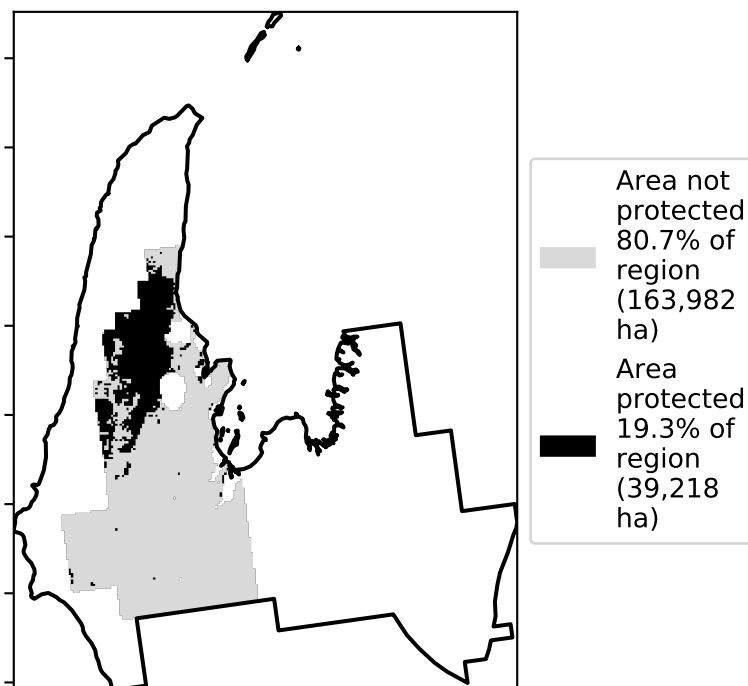 Area not
protected
80.7% of
region
(163,982
ha)
Area
protected
19.3% of
region
(39,218
ha)